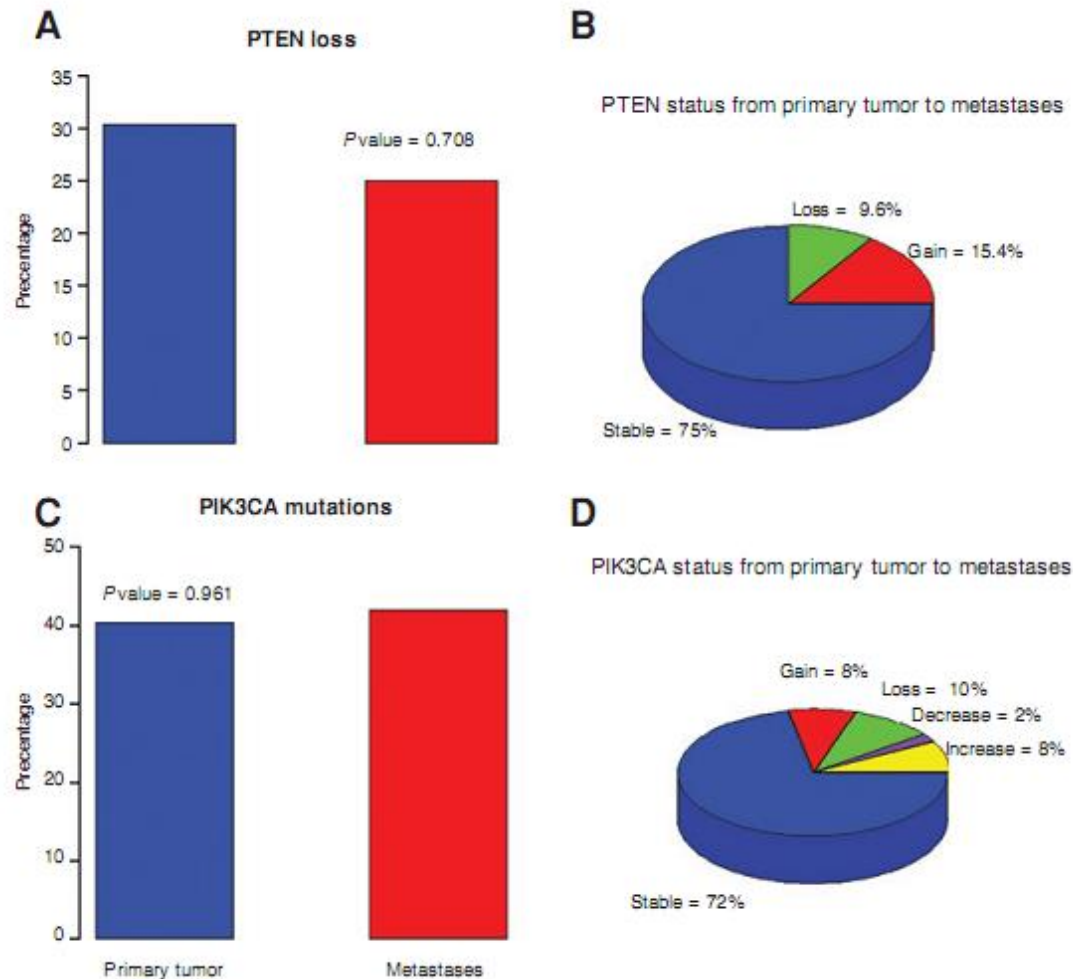 A
PTEN loss
35
30
25
20
15
10
5
0
Precentage
P value = 0.708
B
PTEN status from primary tumor to metastases
Loss = 9.6%
Gain = 15.4%
Stable = 75%
C
PIK3CA mutations
50
40
30
20
10
0
Precentage
P value = 0.961
Primary tumor
Metastases
D
PIK3CA status from primary tumor to metastases
Gain = 8%
Loss = 10%
Decrease = 2%
Increase = 8%
Stable = 72%